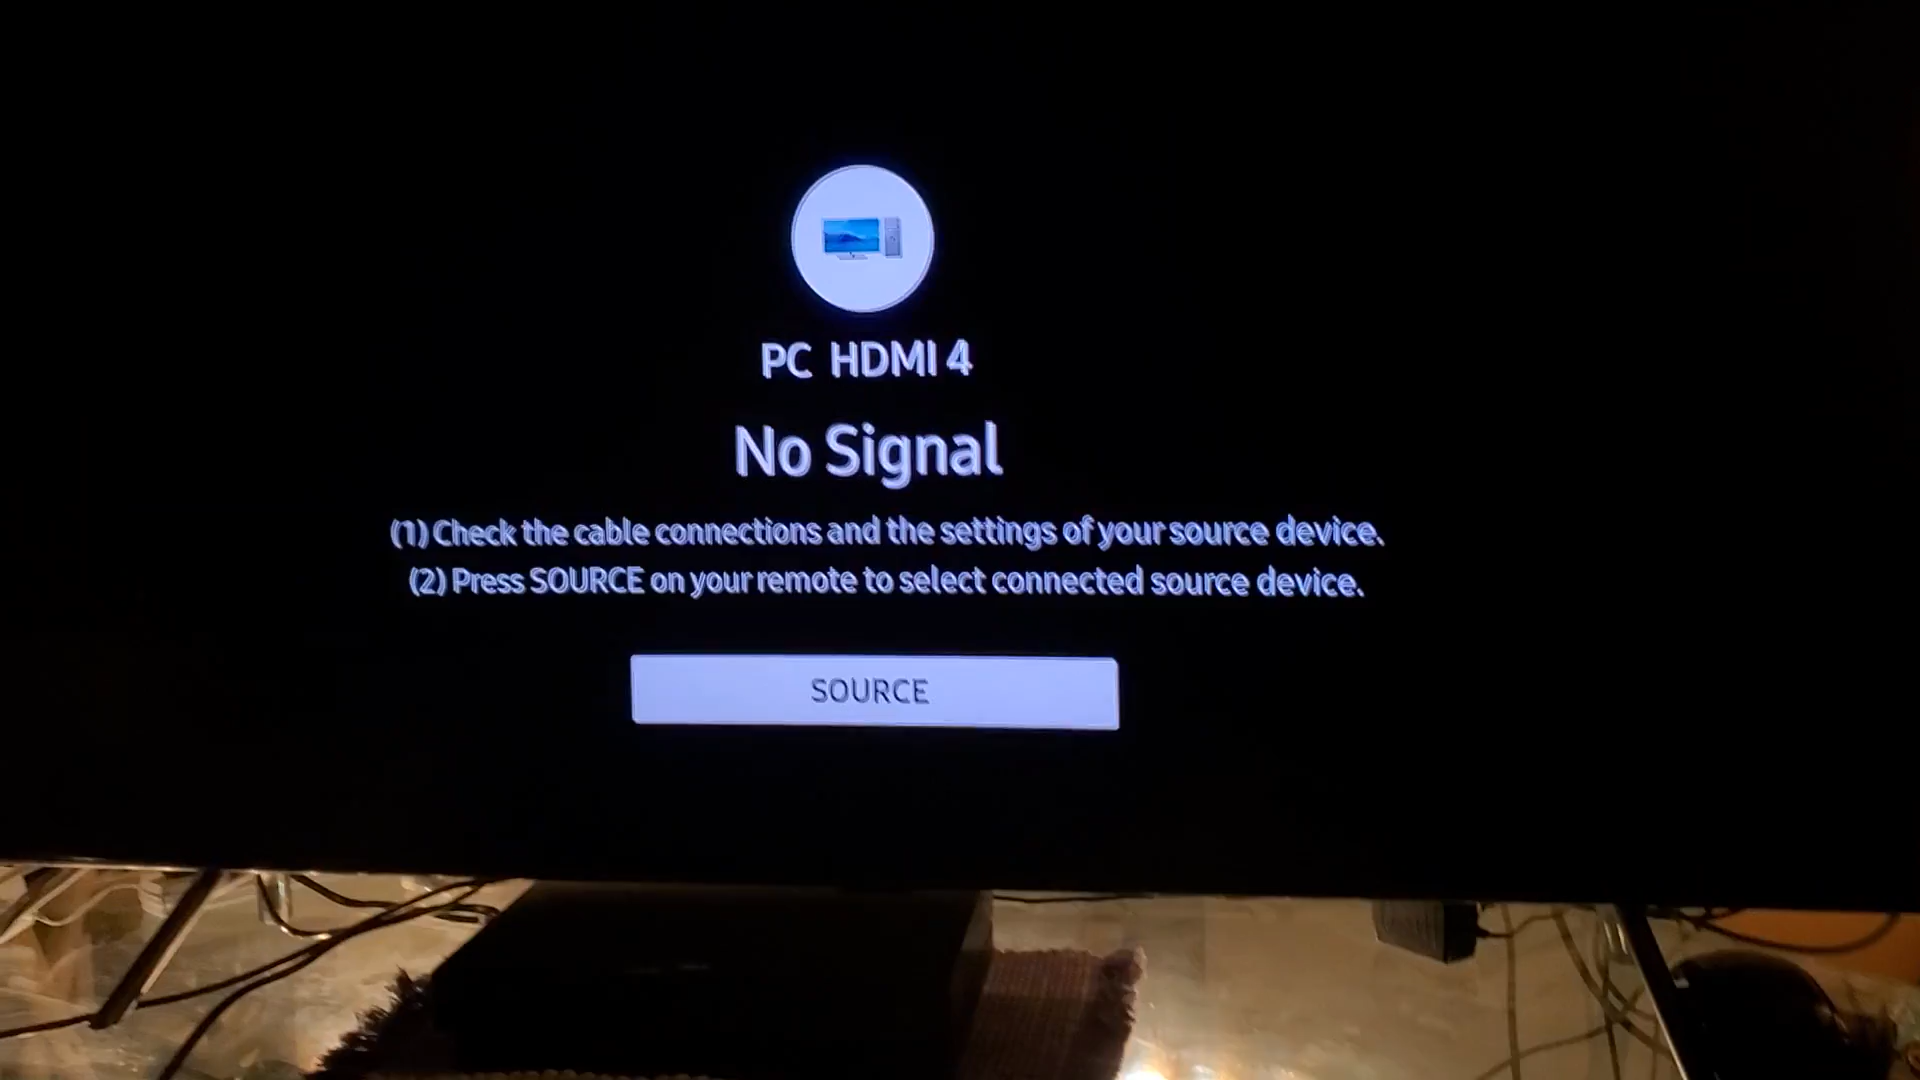 PC HDMI 4
No Signal
(1) Check the cable connections and the settings of your source device.
(2) Press SOURCE on your remote to select connected source device.
SOURCE